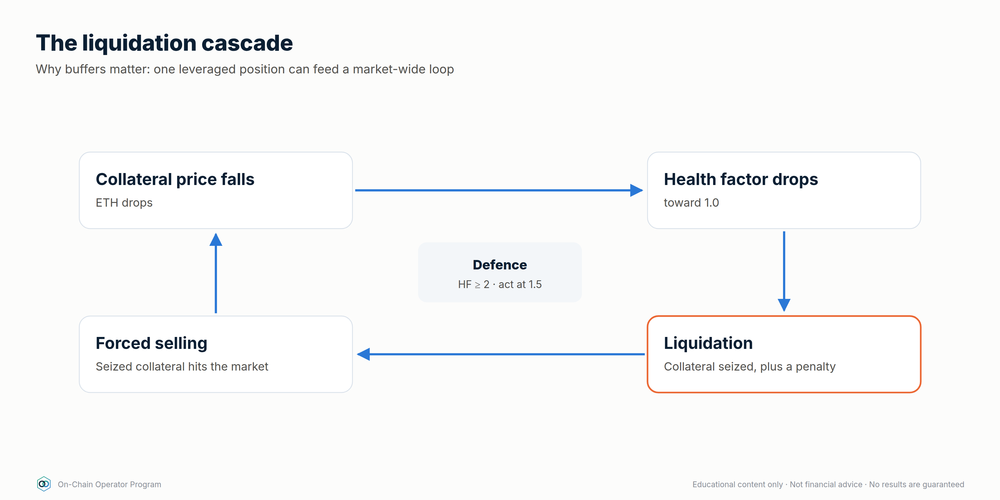 The liquidation cascade
Why buffers matter: one leveraged position can feed a market-wide loop
Collateral price falls
ETH drops
Health factor drops
toward 1.0
Defence
HF ≥ 2 · act at 1.5
Forced selling
Seized collateral hits the market
Liquidation
Collateral seized, plus a penalty
On-Chain Operator Program
Educational content only · Not financial advice · No results are guaranteed